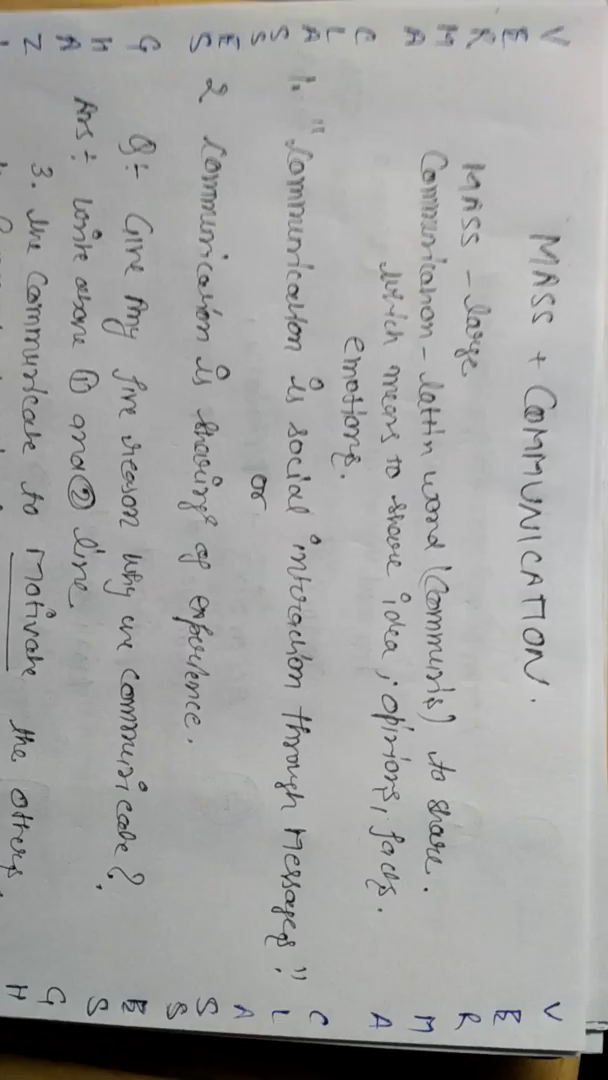 MASS + COMMUNICATION.
MASS - large
Communication - lattin word (Communis) to share.
which means to share idea, opinions, facts.
emotions.
1. "Communication is social interaction through Messages."
or
2 Communication is sharing of experience.
Q:- Give Any five reason why we communicate?
Ans:- write above ① and ② line
3. the Communicate to Motivate the others.
V
E
R
M
A
C
L
A
S
S
E
S
G
H
A
Z
V
E
R
M
A
C
L
A
S
S
E
S
G
H